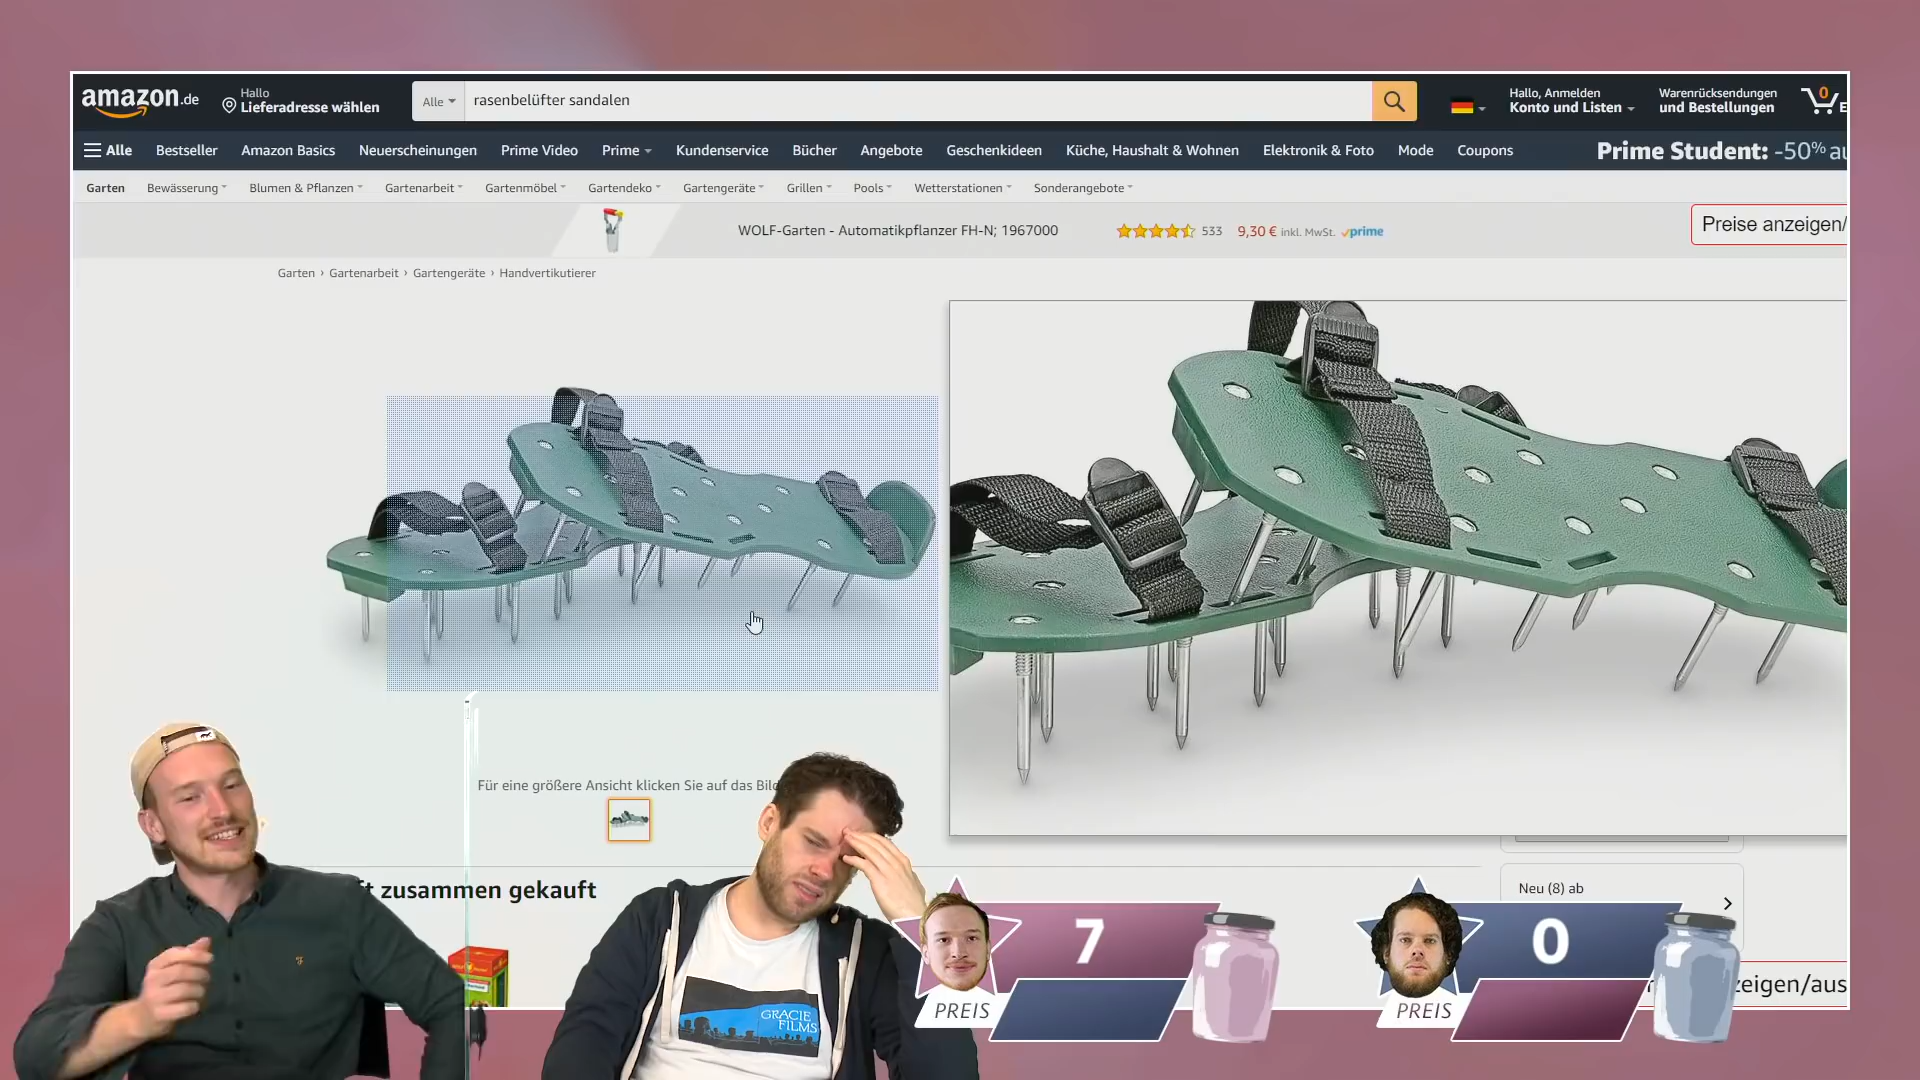 amazon.de
Hallo
Lieferadresse wählen
Alle
rasenbelüfter sandalen
Hallo, Anmelden
Konto und Listen
Warenrücksendungen
und Bestellungen
0
E
Alle
Bestseller
Amazon Basics
Neuerscheinungen
Prime Video
Prime
Kundenservice
Bücher
Angebote
Geschenkideen
Küche, Haushalt & Wohnen
Elektronik & Foto
Mode
Coupons
Prime Student: -50% au
Garten
Bewässerung
Blumen & Pflanzen
Gartenarbeit
Gartenmöbel
Gartendeko
Gartengeräte
Grillen
Pools
Wetterstationen
Sonderangebote
WOLF-Garten - Automatikpflanzer FH-N; 1967000
533
9,30 € inkl. MwSt.
prime
Preise anzeigen/
Garten › Gartenarbeit › Gartengeräte › Handvertikutierer
Für eine größere Ansicht klicken Sie auf das Bild
ft zusammen gekauft
Neu (8) ab
zeigen/aus
GRACIE
FILMS
7
PREIS
0
PREIS